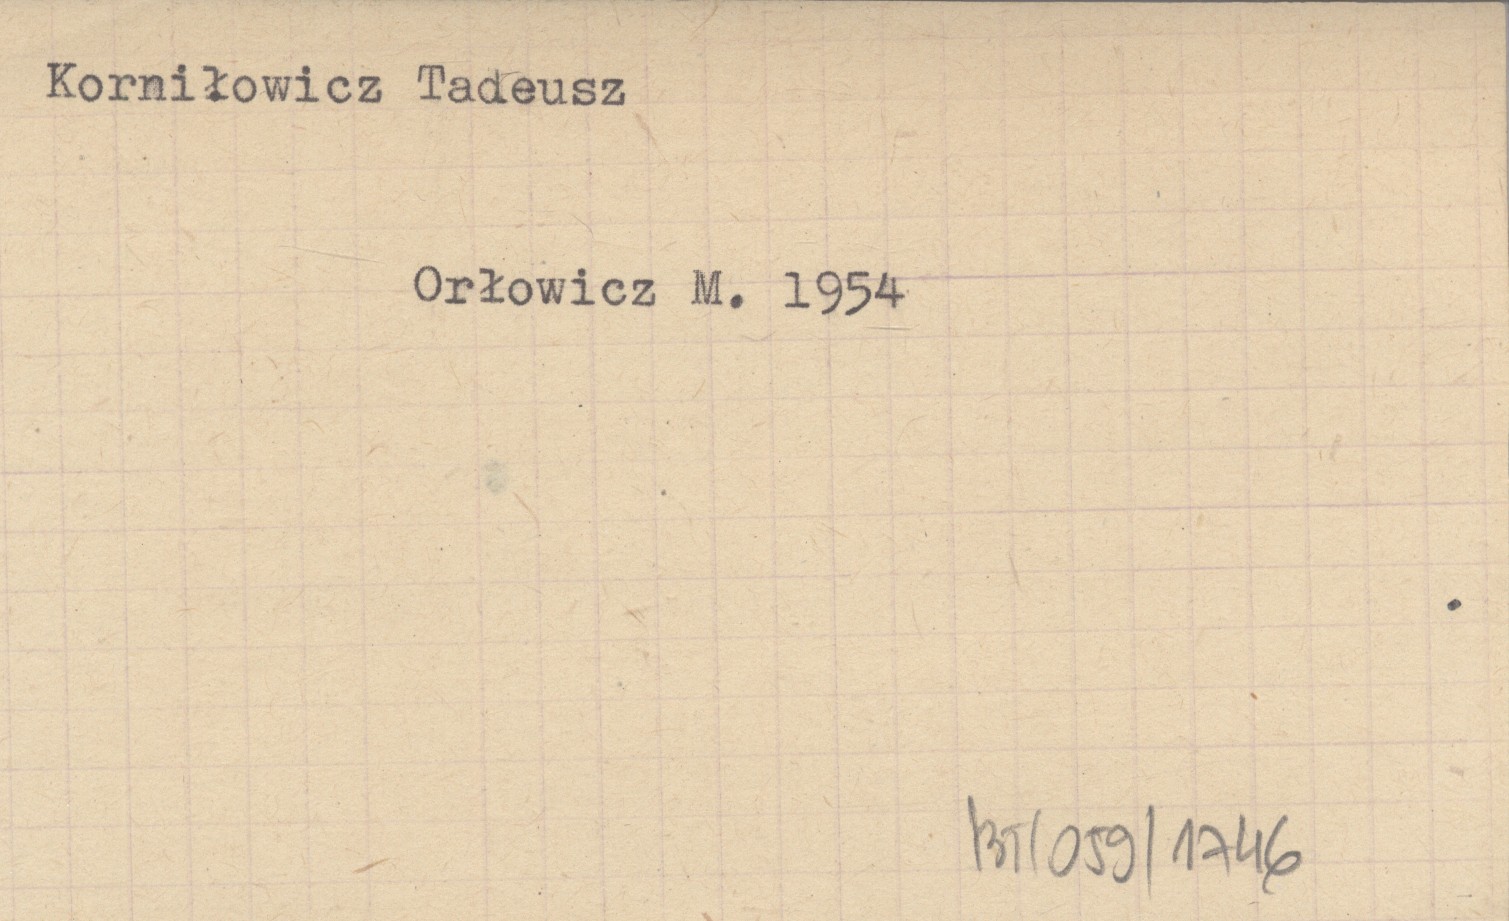 Korniłowicz Tadeusz
Orłowicz M. 1954
BT/059/1746